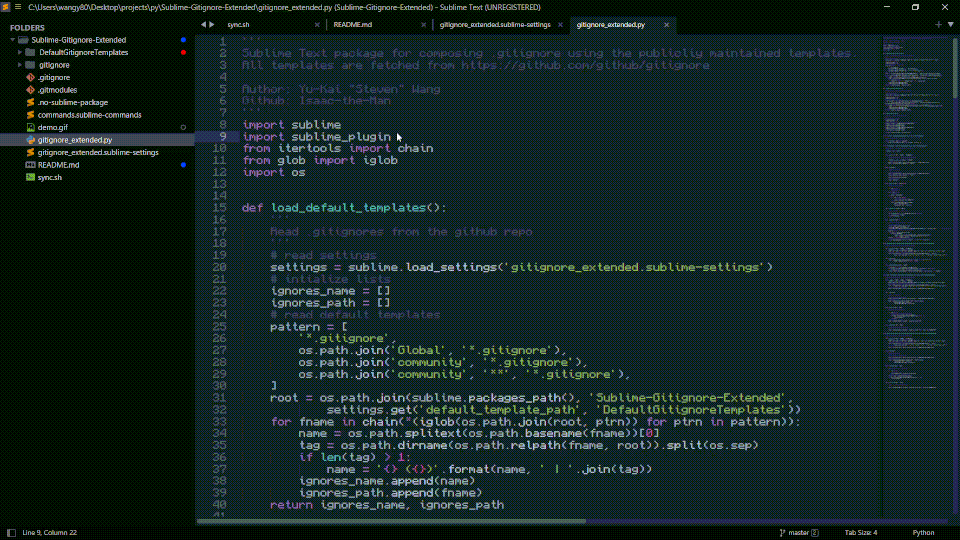 C:\Users\wangy80\Desktop\projects\py\Sublime-Gitignore-Extended\gitignore_extended.py (Sublime-Gitignore-Extended) - Sublime Text (UNREGISTERED)
FOLDERS
Sublime-Gitignore-Extended
DefaultGitignoreTemplates
gitignore
.gitignore
.gitmodules
.no-sublime-package
commands.sublime-commands
demo.gif
gitignore_extended.py
gitignore_extended.sublime-settings
README.md
sync.sh
sync.sh × README.md × gitignore_extended.sublime-settings × gitignore_extended.py ×
1 '''
2 Sublime Text package for composing .gitignore using the publicliy maintained templates.
3 All templates are fetched from https://github.com/github/gitignore
4
5 Author: Yu-Kai "Steven" Wang
6 Github: Isaac-the-Man
7 '''
8 import sublime
9 import sublime_plugin
10 from itertools import chain
11 from glob import iglob
12 import os
13
14
15 def load_default_templates():
16 '''
17 Read .gitignores from the github repo
18 '''
19 # read settings
20 settings = sublime.load_settings('gitignore_extended.sublime-settings')
21 # intialize lists
22 ignores_name = []
23 ignores_path = []
24 # read default templates
25 pattern = [
26 '*.gitignore',
27 os.path.join('Global', '*.gitignore'),
28 os.path.join('community', '*.gitignore'),
29 os.path.join('community', '**', '*.gitignore'),
30 ]
31 root = os.path.join(sublime.packages_path(), 'Sublime-Gitignore-Extended',
32 settings.get('default_template_path', 'DefaultGitignoreTemplates'))
33 for fname in chain(*(iglob(os.path.join(root, ptrn)) for ptrn in pattern)):
34 name = os.path.splitext(os.path.basename(fname))[0]
35 tag = os.path.dirname(os.path.relpath(fname, root)).split(os.sep)
36 if len(tag) > 1:
37 name = '{} ({})'.format(name, ' | '.join(tag))
38 ignores_name.append(name)
39 ignores_path.append(fname)
40 return ignores_name, ignores_path
41
Line 9, Column 22
master 2
Tab Size: 4
Python